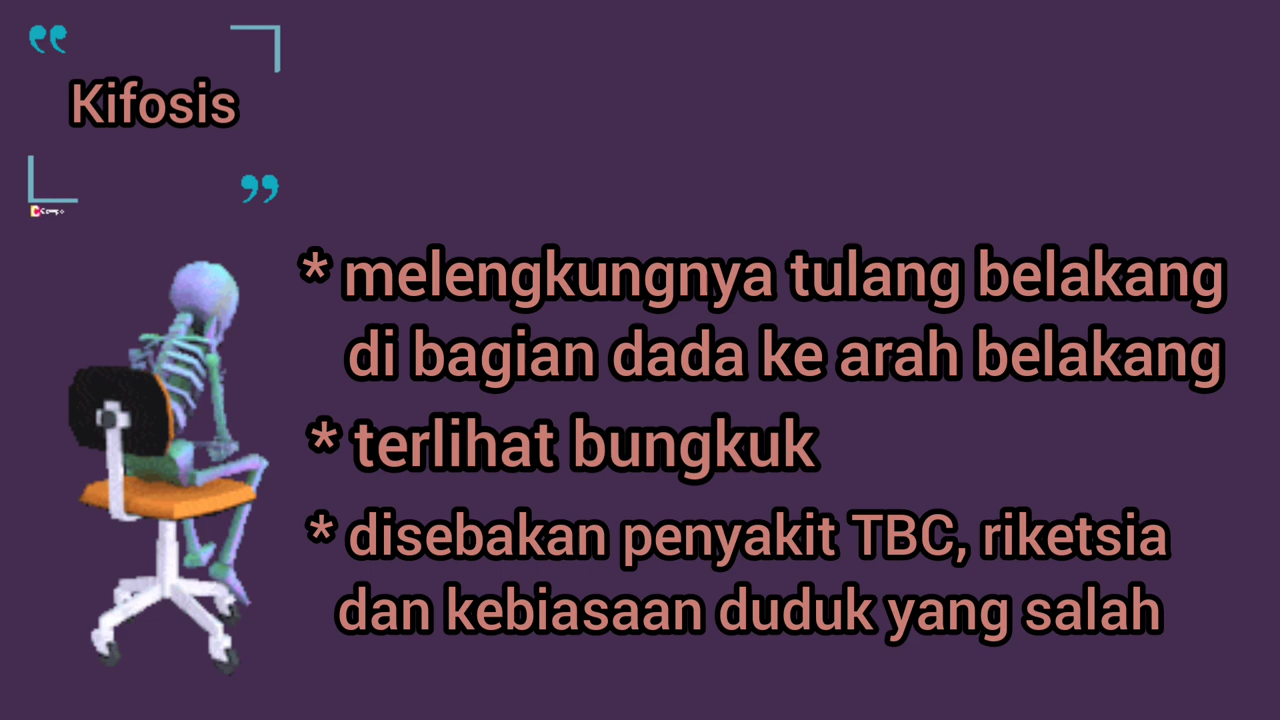 “
Kifosis
”
* melengkungnya tulang belakang
di bagian dada ke arah belakang
* terlihat bungkuk
* disebakan penyakit TBC, riketsia
dan kebiasaan duduk yang salah